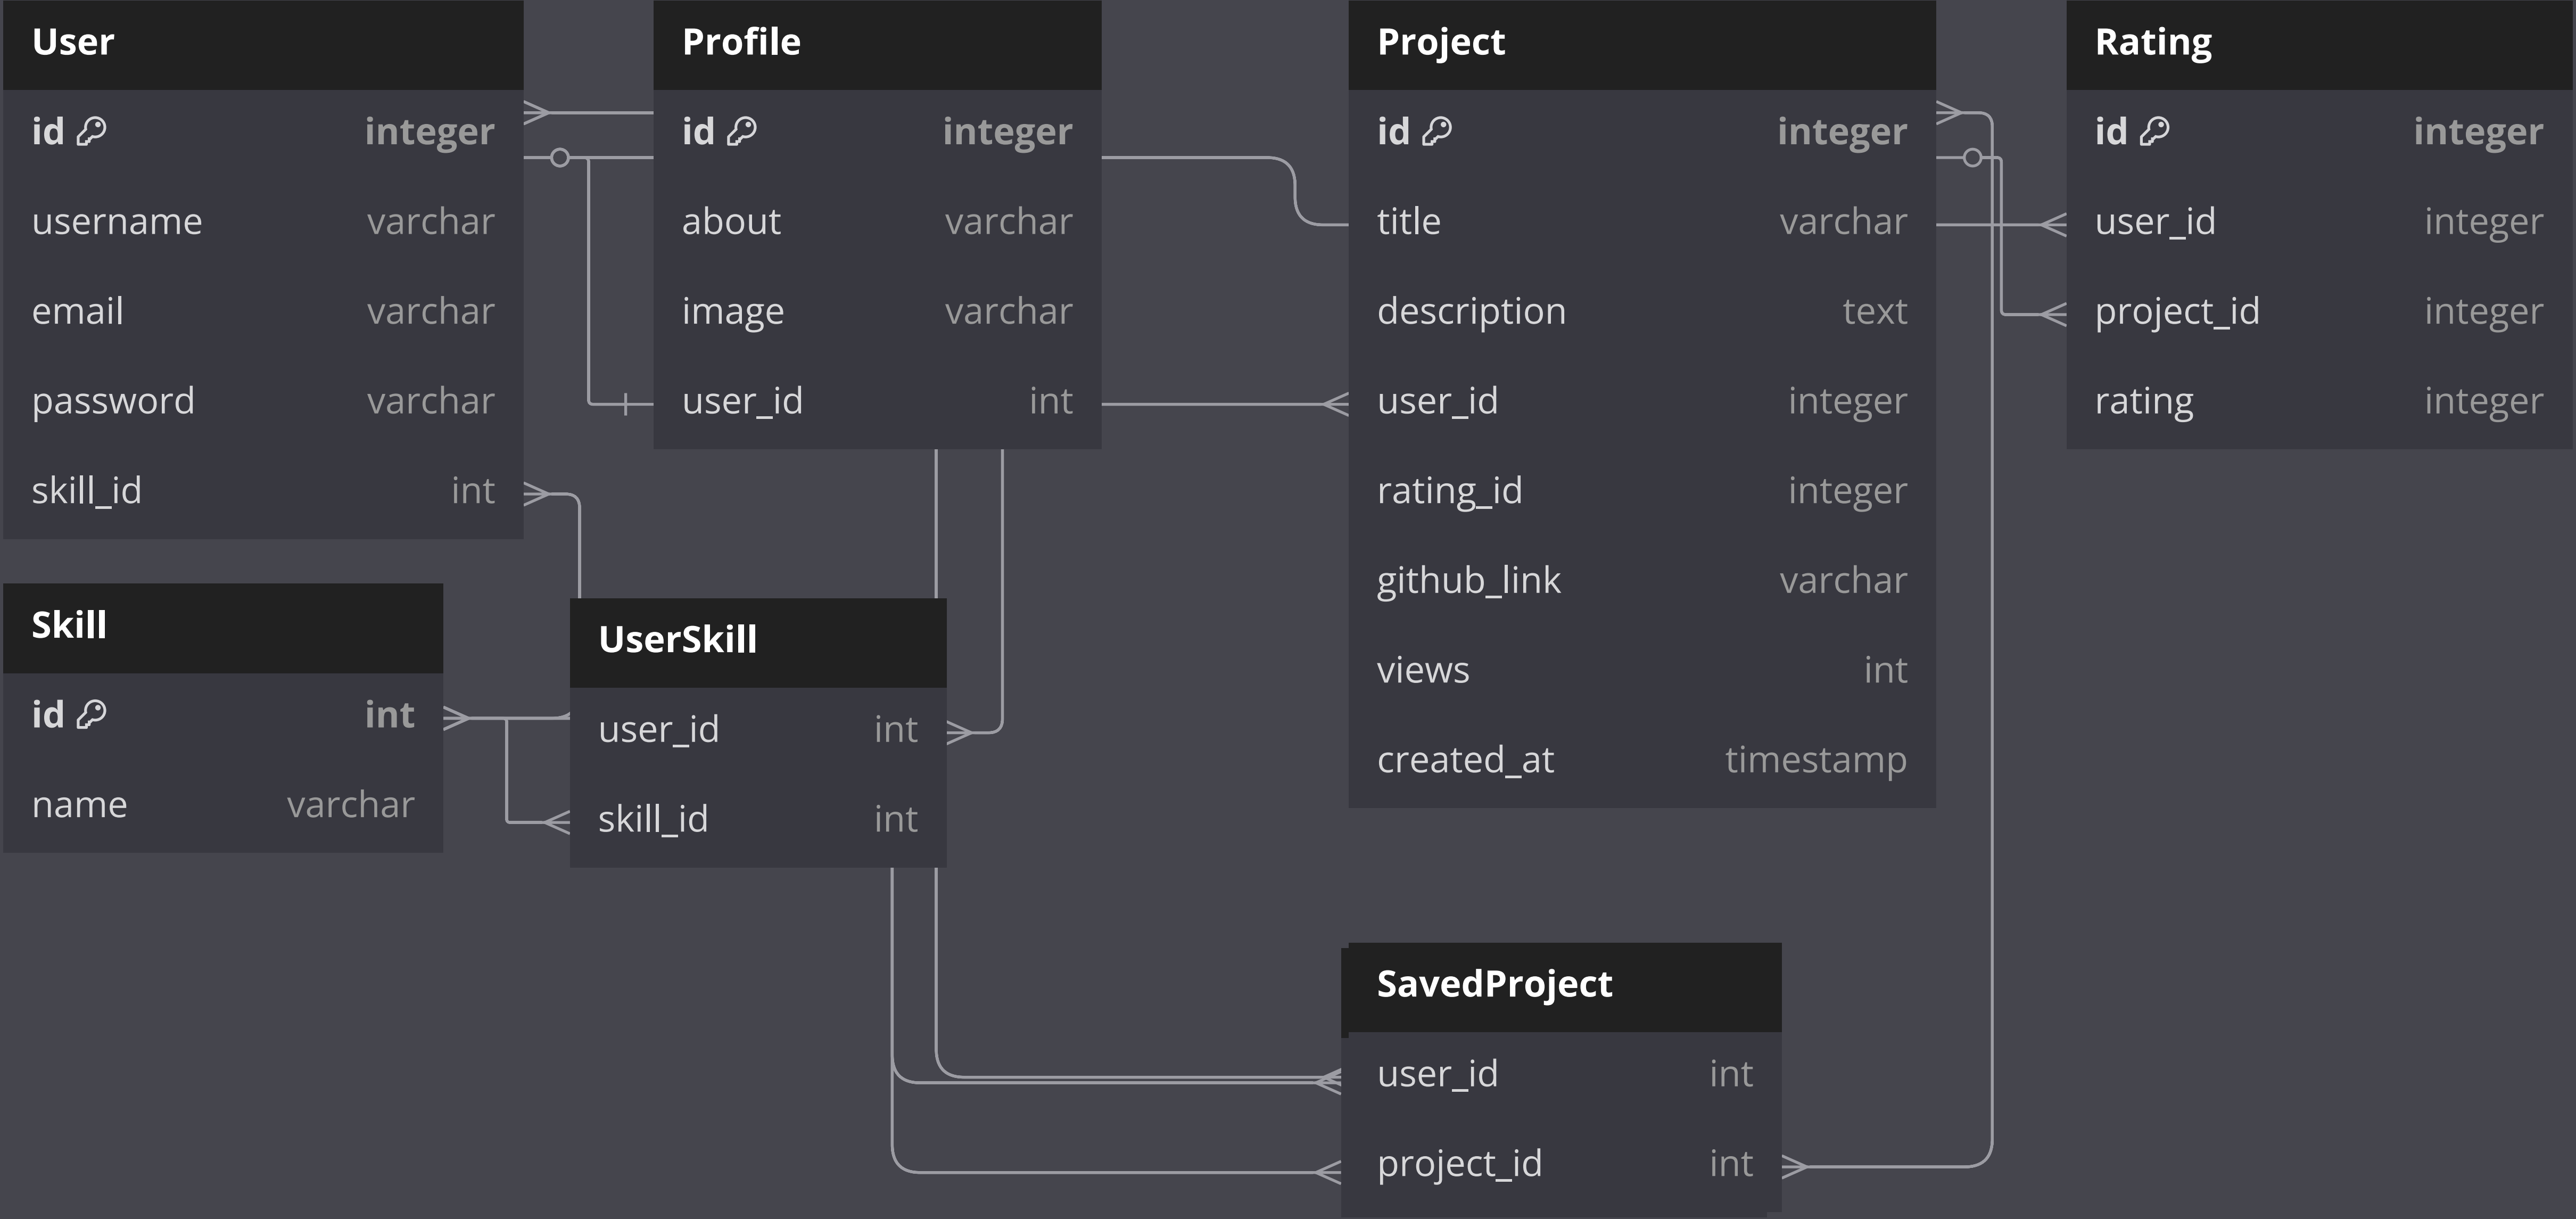 User
id integer
username varchar
email varchar
password varchar
skill_id int
Profile
id integer
about varchar
image varchar
user_id int
Project
id integer
title varchar
description text
user_id integer
rating_id integer
github_link varchar
views int
created_at timestamp
Rating
id integer
user_id integer
project_id integer
rating integer
Skill
id int
name varchar
UserSkill
user_id int
skill_id int
SavedProject
user_id int
project_id int